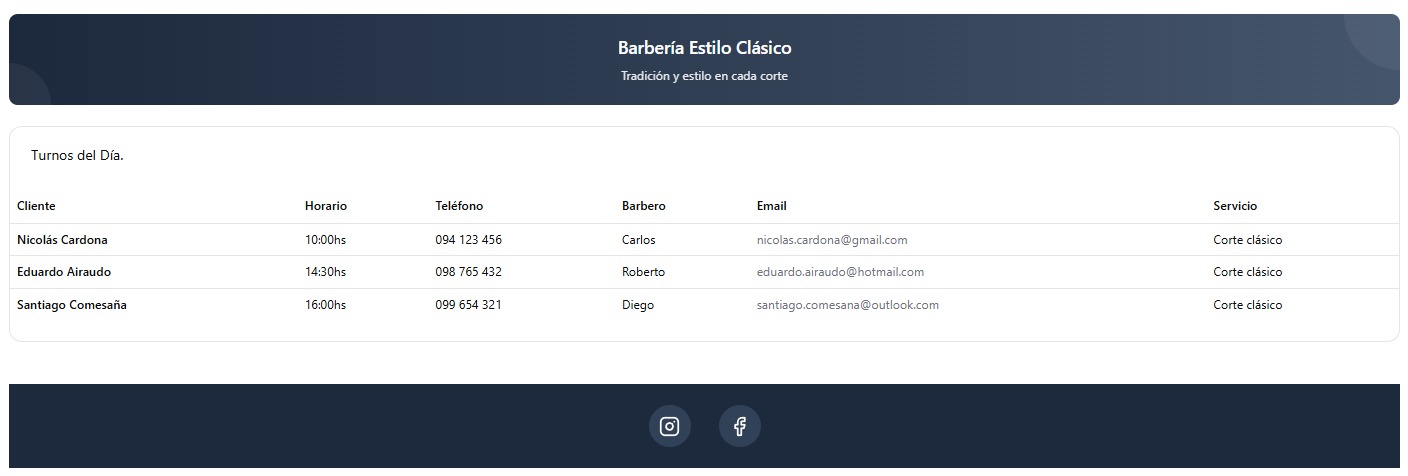 Barbería Estilo Clásico
Tradición y estilo en cada corte
Turnos del Día.
Cliente Horario Teléfono Barbero Email Servicio
Nicolás Cardona 10:00hs 094 123 456 Carlos nicolas.cardona@gmail.com Corte clásico
Eduardo Airaudo 14:30hs 098 765 432 Roberto eduardo.airaudo@hotmail.com Corte clásico
Santiago Comesaña 16:00hs 099 654 321 Diego santiago.comesana@outlook.com Corte clásico